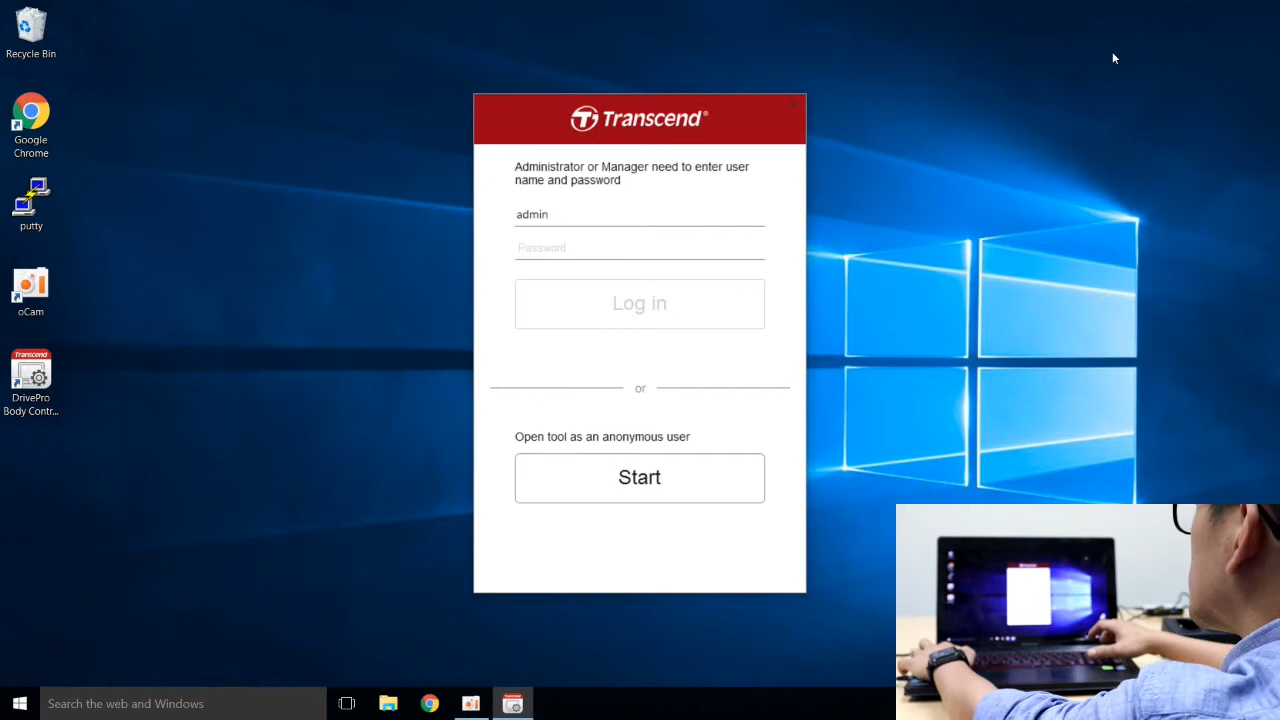 Recycle Bin
Google
Chrome
putty
oCam
Transcend
DrivePro
Body Contr...
Transcend®
Administrator or Manager need to enter user
name and password
admin
Password
Log in
or
Open tool as an anonymous user
Start
Search the web and Windows
Transcend